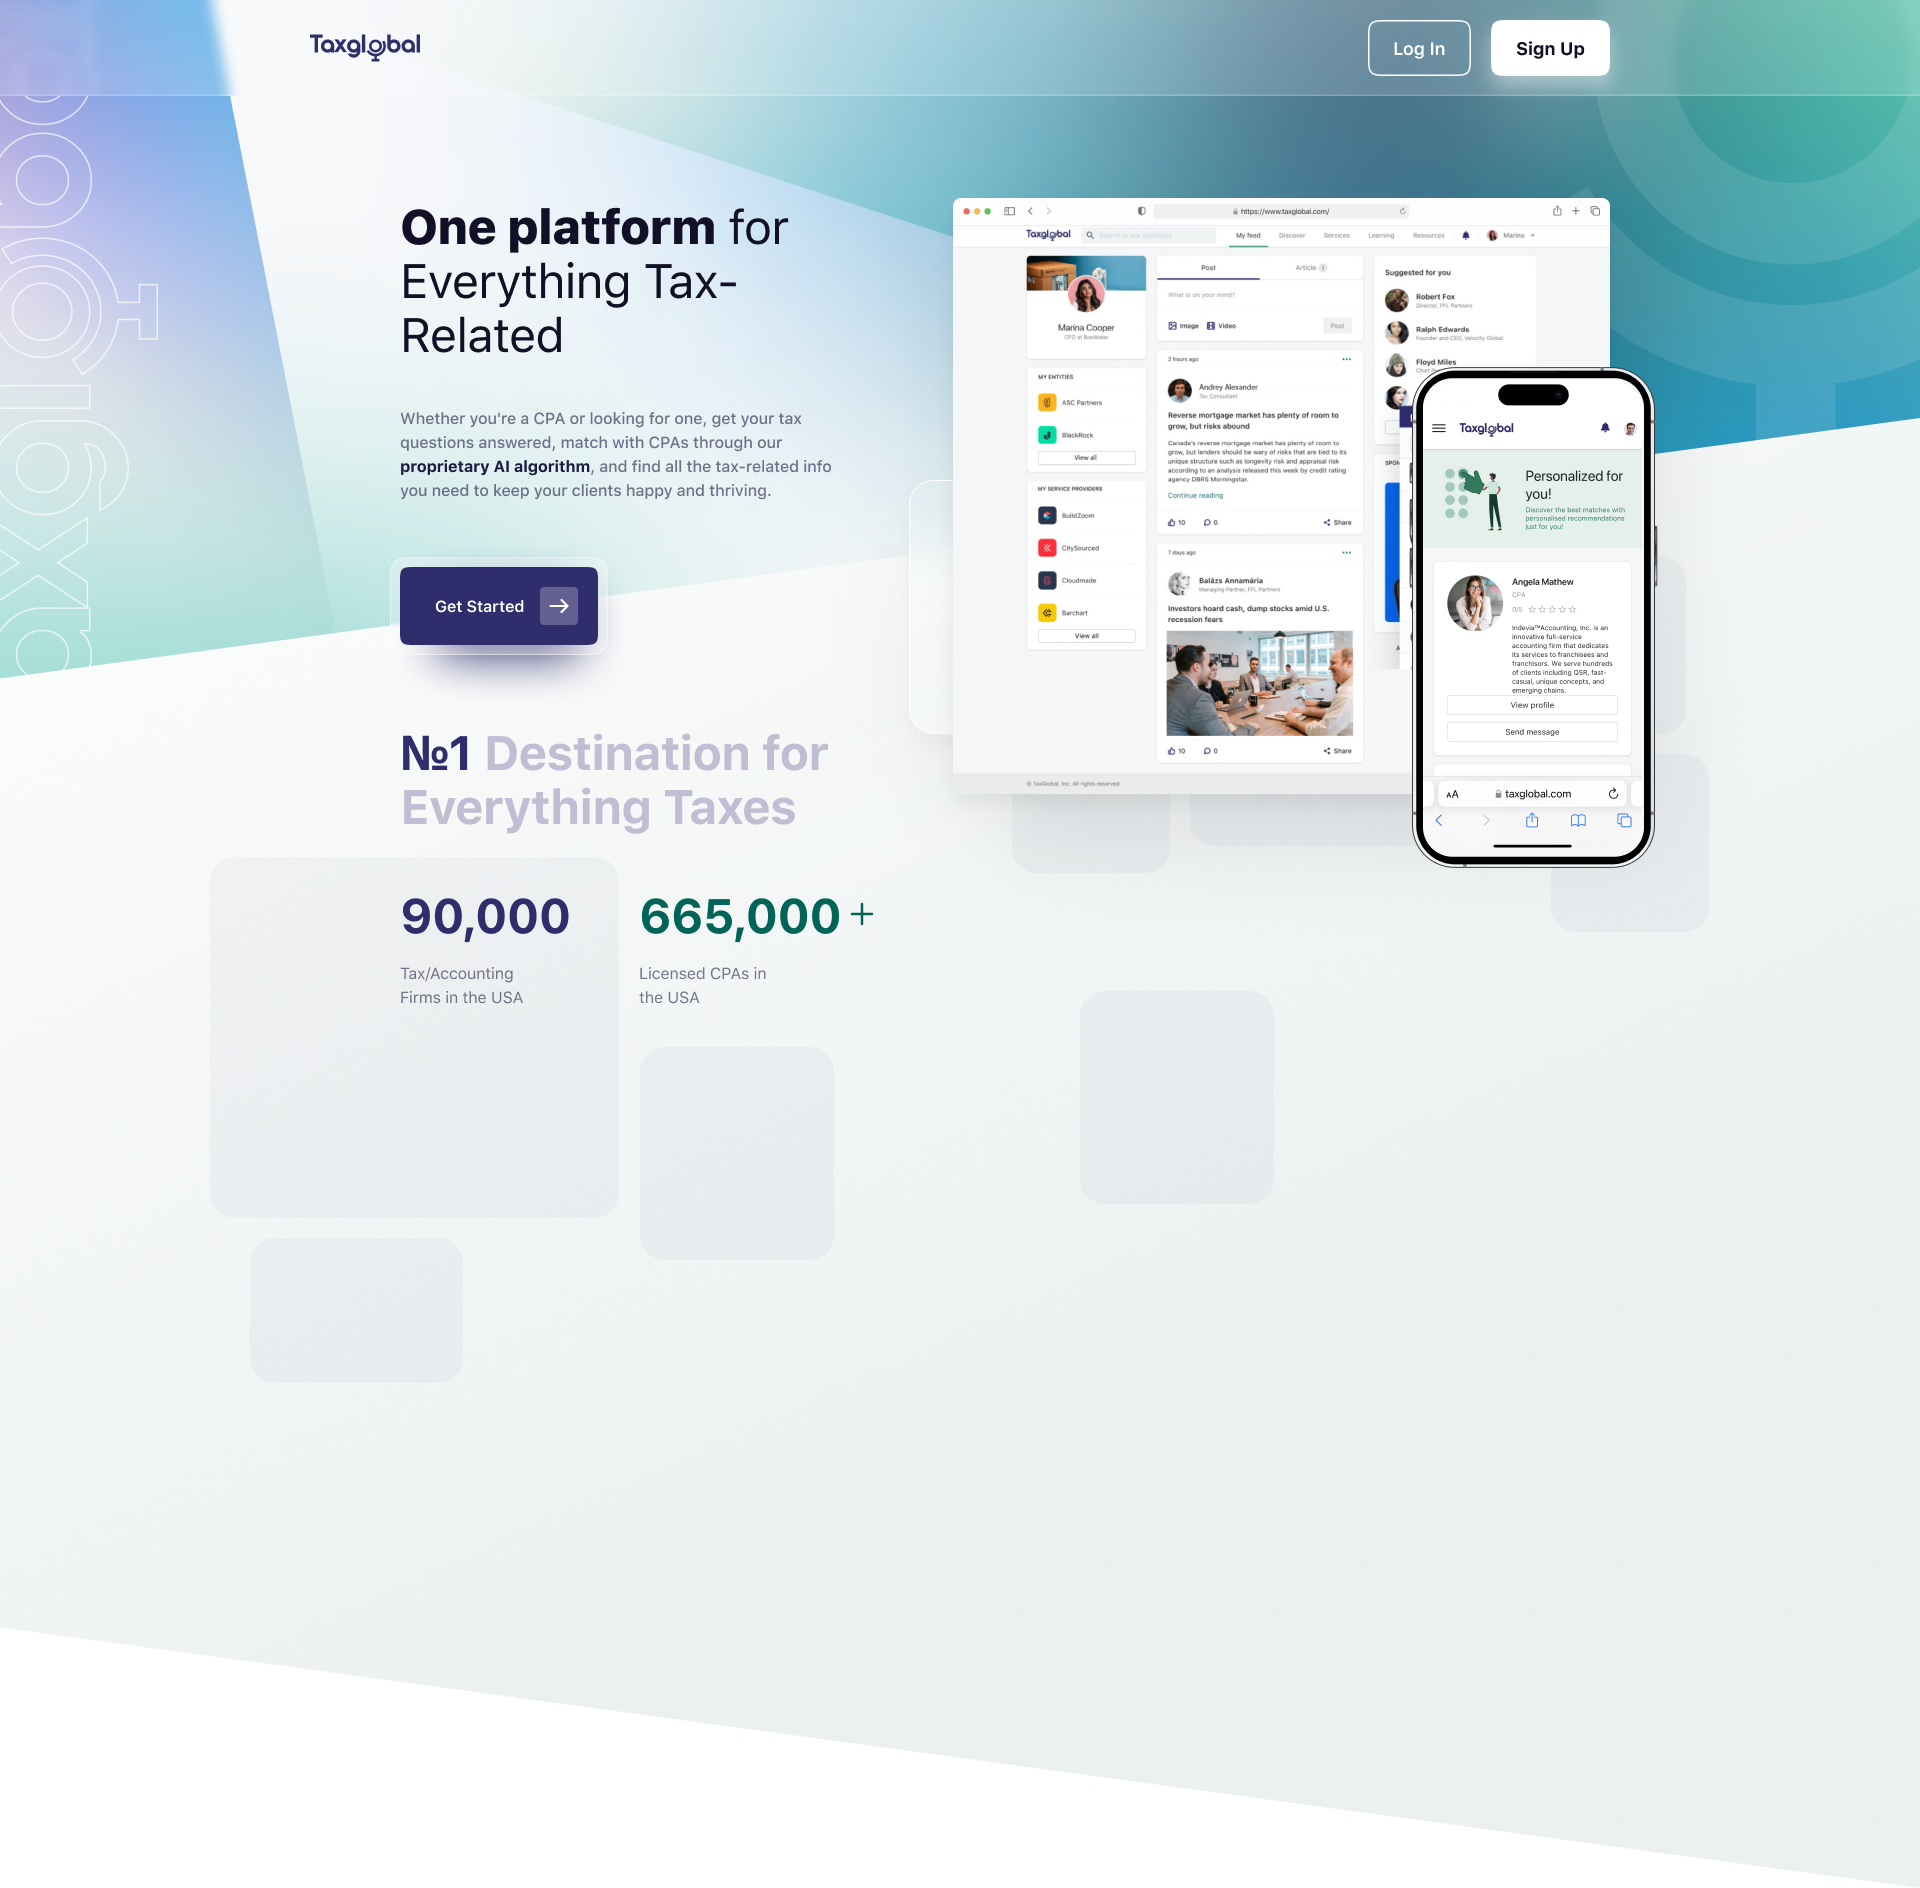 Taxglobal
Log In
Sign Up
Taxglobal
One platform for
Everything Tax-
Related
Whether you're a CPA or looking for one, get your tax
questions answered, match with CPAs through our
proprietary AI algorithm, and find all the tax-related info
you need to keep your clients happy and thriving.
Get Started
№1 Destination for
Everything Taxes
90,000
Tax/Accounting
Firms in the USA
665,000 +
Licensed CPAs in
the USA
https://www.taxglobal.com/
Taxglobal
Search to ask questions
My feed
Discover
Services
Learning
Resources
Marina
Marina Cooper
CFO at BoxWater
MY ENTITIES
ASC Partners
BlackRock
View all
MY SERVICE PROVIDERS
BuildZoom
CitySourced
Cloudmade
Barchart
View all
Post
Article
What is on your mind?
Image
Video
Post
2 hours ago
Andrey Alexander
Tax Consultant
Reverse mortgage market has plenty of room to
grow, but risks abound
Canada's reverse mortgage market has plenty of room to
grow, but lenders should be wary of risks that are tied to its
unique structure such as longevity risk and appraisal risk
according to an analysis released this week by credit rating
agency DBRS Morningstar.
Continue reading
10
0
Share
7 days ago
Balázs Annamária
Managing Partner, FFL Partners
Investors hoard cash, dump stocks amid U.S.
recession fears
10
0
Share
Suggested for you
Robert Fox
Director, FFL Partners
Ralph Edwards
Founder and CEO, Velocity Global
Floyd Miles
© TaxGlobal, Inc. All rights reserved.
Taxglobal
Personalized for
you!
Discover the best matches with
personalised recommendations
just for you!
Angela Mathew
CPA
0/5
Indevia™Accounting, Inc. is an
innovative full-service
accounting firm that dedicates
its services to franchisees and
franchisors. We serve hundreds
of clients including QSR, fast-
casual, unique concepts, and
emerging chains.
View profile
Send message
AA
taxglobal.com